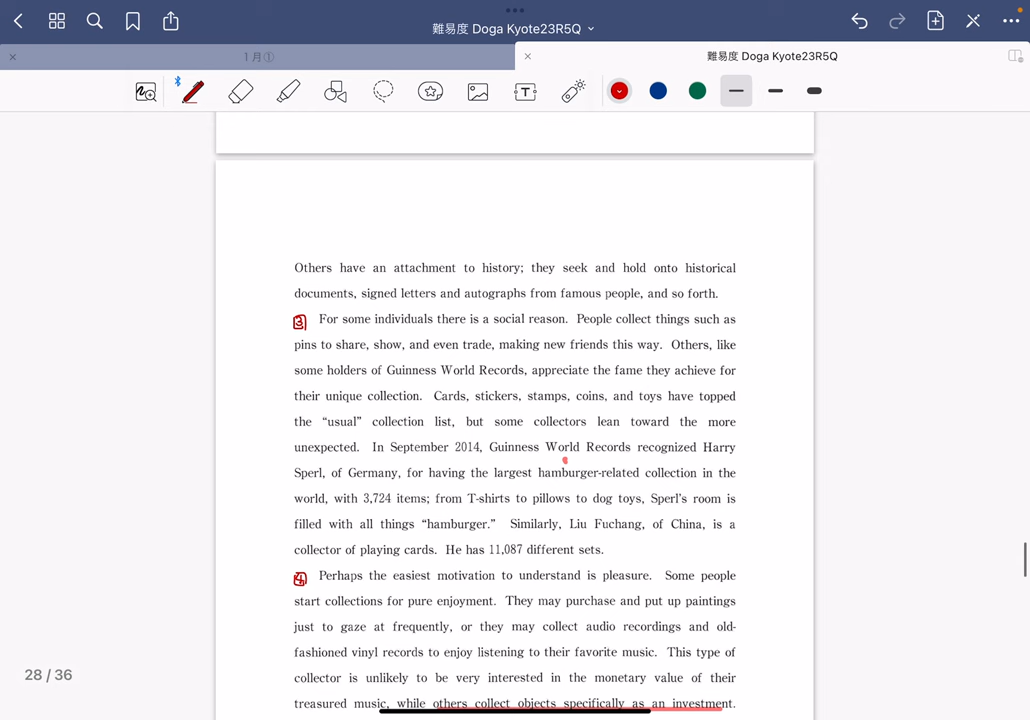 難易度 Doga Kyote23R5Q
1月①
難易度 Doga Kyote23R5Q
T
Others have an attachment to history; they seek and hold onto historical
documents, signed letters and autographs from famous people, and so forth.
3 For some individuals there is a social reason. People collect things such as
pins to share, show, and even trade, making new friends this way. Others, like
some holders of Guinness World Records, appreciate the fame they achieve for
their unique collection. Cards, stickers, stamps, coins, and toys have topped
the “usual” collection list, but some collectors lean toward the more
unexpected. In September 2014, Guinness World Records recognized Harry
Sperl, of Germany, for having the largest hamburger-related collection in the
world, with 3,724 items; from T-shirts to pillows to dog toys, Sperl’s room is
filled with all things “hamburger.” Similarly, Liu Fuchang, of China, is a
collector of playing cards. He has 11,087 different sets.
4 Perhaps the easiest motivation to understand is pleasure. Some people
start collections for pure enjoyment. They may purchase and put up paintings
just to gaze at frequently, or they may collect audio recordings and old-
fashioned vinyl records to enjoy listening to their favorite music. This type of
collector is unlikely to be very interested in the monetary value of their
treasured music, while others collect objects specifically as an investment.
28 / 36